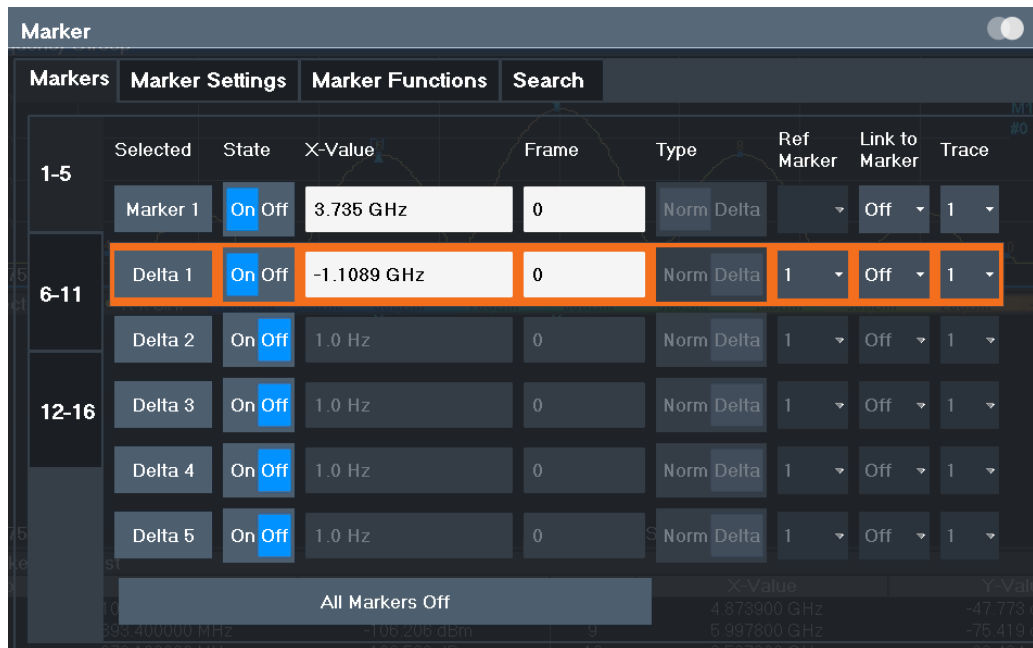 Marker
Markers Marker Settings Marker Functions Search
1-5
6-11
12-16
Selected State X-Value Frame Type Ref Marker Link to Marker Trace
Marker 1 On Off 3.735 GHz 0 Norm Delta Off 1
Delta 1 On Off -1.1089 GHz 0 Norm Delta 1 Off 1
Delta 2 On Off 1.0 Hz 0 Norm Delta 1 Off 1
Delta 3 On Off 1.0 Hz 0 Norm Delta 1 Off 1
Delta 4 On Off 1.0 Hz 0 Norm Delta 1 Off 1
Delta 5 On Off 1.0 Hz 0 Norm Delta 1 Off 1
All Markers Off
X-Value
4.873900 GHz -47.773
-106.206 dBm 9 5.997800 GHz -75.419